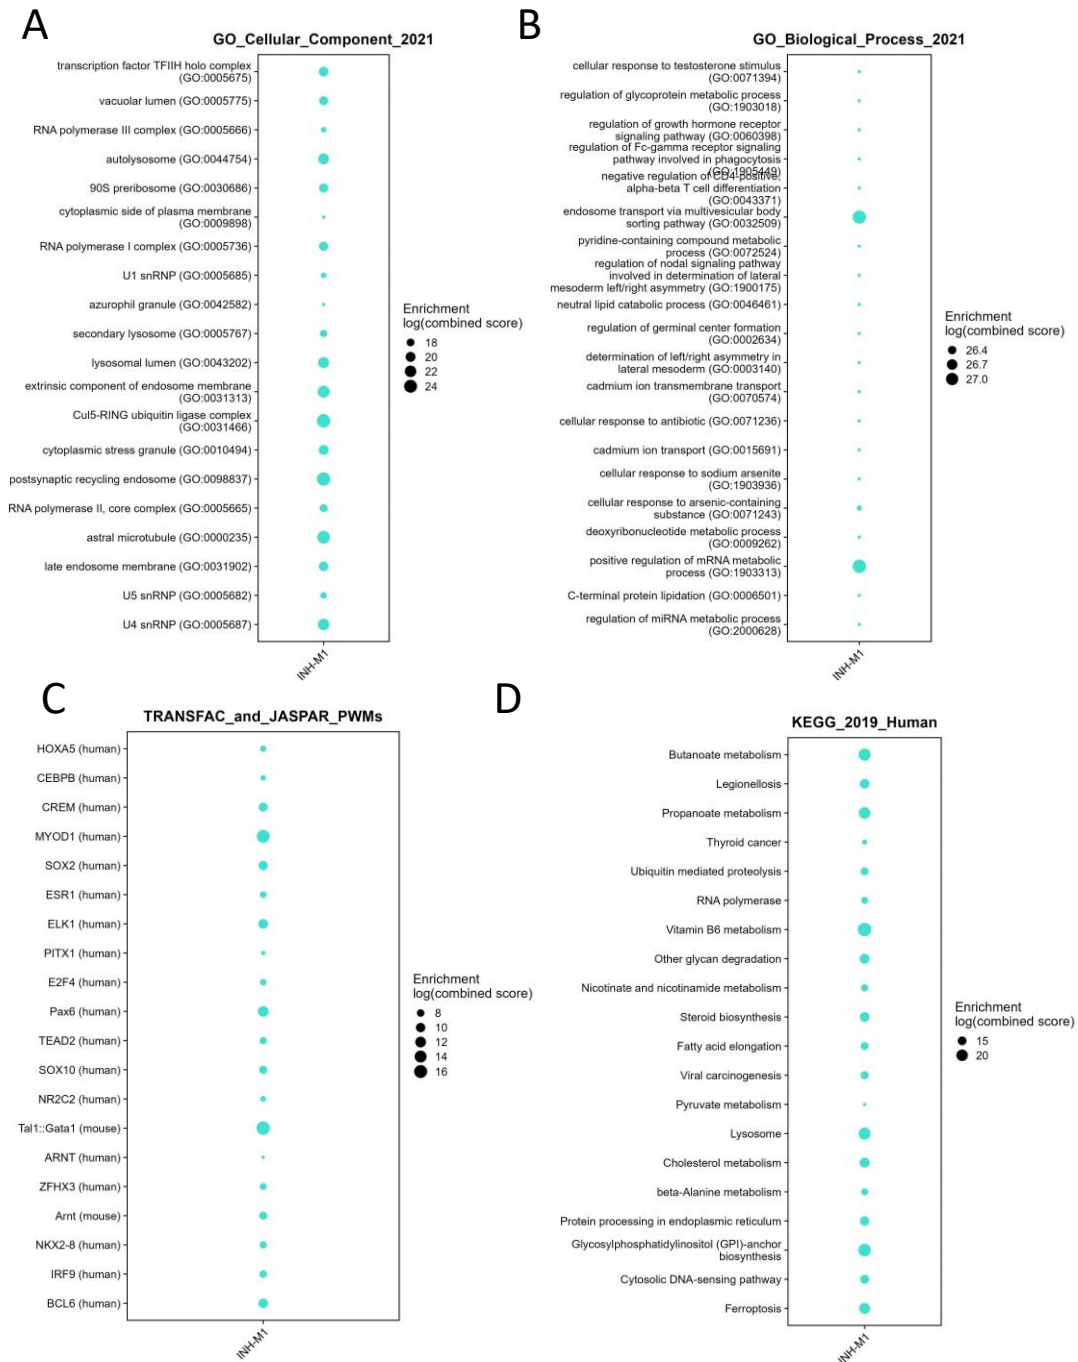 A
GO_Cellular_Component_2021
transcription factor TFIIH holo complex
(GO:0005675)
vacuolar lumen (GO:0005775)
RNA polymerase III complex (GO:0005666)
autolysosome (GO:0044754)
90S preribosome (GO:0030686)
cytoplasmic side of plasma membrane
(GO:0009898)
RNA polymerase I complex (GO:0005736)
U1 snRNP (GO:0005685)
azurophil granule (GO:0042582)
secondary lysosome (GO:0005767)
lysosomal lumen (GO:0043202)
extrinsic component of endosome membrane
(GO:0031313)
Cul5-RING ubiquitin ligase complex
(GO:0031466)
cytoplasmic stress granule (GO:0010494)
postsynaptic recycling endosome (GO:0098837)
RNA polymerase II, core complex (GO:0005665)
astral microtubule (GO:0000235)
late endosome membrane (GO:0031902)
U5 snRNP (GO:0005682)
U4 snRNP (GO:0005687)
INH-M1
Enrichment
log(combined score)
18
20
22
24
B
GO_Biological_Process_2021
cellular response to testosterone stimulus
(GO:0071394)
regulation of glycoprotein metabolic process
(GO:1903018)
regulation of growth hormone receptor
signaling pathway (GO:0060398)
regulation of Fc-gamma receptor signaling
pathway involved in phagocytosis
(GO:1905449)
negative regulation of CD4-positive,
alpha-beta T cell differentiation
(GO:0043371)
endosome transport via multivesicular body
sorting pathway (GO:0032509)
pyridine-containing compound metabolic
process (GO:0072524)
regulation of nodal signaling pathway
involved in determination of lateral
mesoderm left/right asymmetry (GO:1900175)
neutral lipid catabolic process (GO:0046461)
regulation of germinal center formation
(GO:0002634)
determination of left/right asymmetry in
lateral mesoderm (GO:0003140)
cadmium ion transmembrane transport
(GO:0070574)
cellular response to antibiotic (GO:0071236)
cadmium ion transport (GO:0015691)
cellular response to sodium arsenite
(GO:1903936)
cellular response to arsenic-containing
substance (GO:0071243)
deoxyribonucleotide metabolic process
(GO:0009262)
positive regulation of mRNA metabolic
process (GO:1903313)
C-terminal protein lipidation (GO:0006501)
regulation of miRNA metabolic process
(GO:2000628)
INH-M1
Enrichment
log(combined score)
26.4
26.7
27.0
C
TRANSFAC_and_JASPAR_PWMs
HOXA5 (human)
CEBPB (human)
CREM (human)
MYOD1 (human)
SOX2 (human)
ESR1 (human)
ELK1 (human)
PITX1 (human)
E2F4 (human)
Pax6 (human)
TEAD2 (human)
SOX10 (human)
NR2C2 (human)
Tal1::Gata1 (mouse)
ARNT (human)
ZFHX3 (human)
Arnt (mouse)
NKX2-8 (human)
IRF9 (human)
BCL6 (human)
INH-M1
Enrichment
log(combined score)
8
10
12
14
16
D
KEGG_2019_Human
Butanoate metabolism
Legionellosis
Propanoate metabolism
Thyroid cancer
Ubiquitin mediated proteolysis
RNA polymerase
Vitamin B6 metabolism
Other glycan degradation
Nicotinate and nicotinamide metabolism
Steroid biosynthesis
Fatty acid elongation
Viral carcinogenesis
Pyruvate metabolism
Lysosome
Cholesterol metabolism
beta-Alanine metabolism
Protein processing in endoplasmic reticulum
Glycosylphosphatidylinositol (GPI)-anchor
biosynthesis
Cytosolic DNA-sensing pathway
Ferroptosis
INH-M1
Enrichment
log(combined score)
15
20